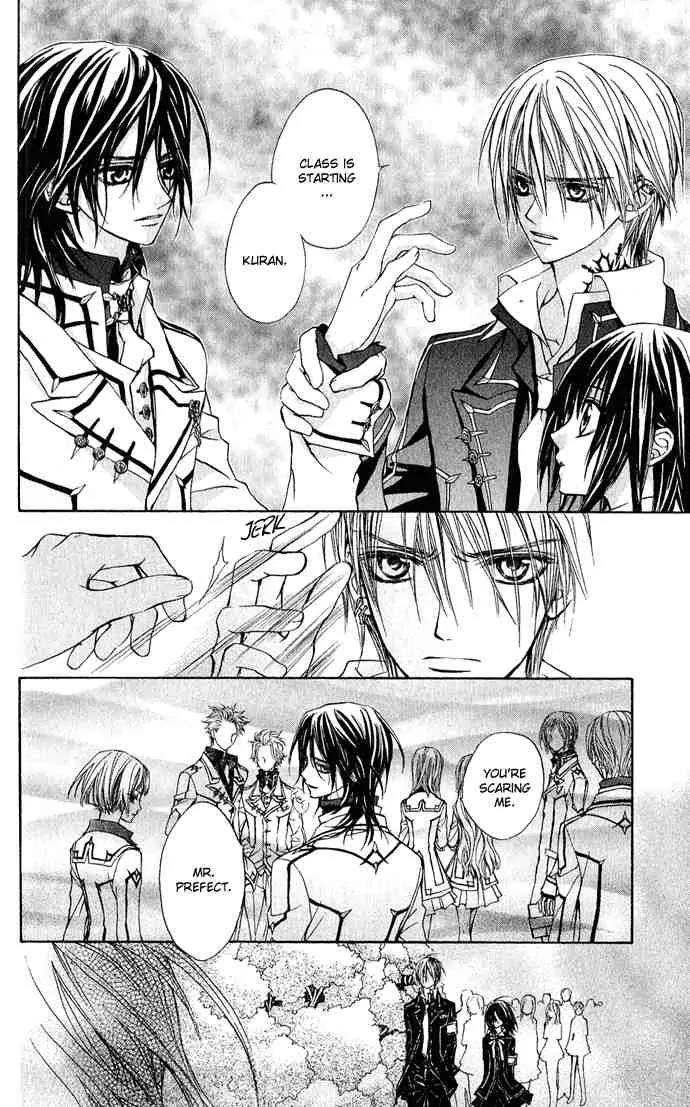 CLASS IS
STARTING
...
KURAN.
JERK
YOU'RE
SCARING
ME.
MR.
PREFECT.